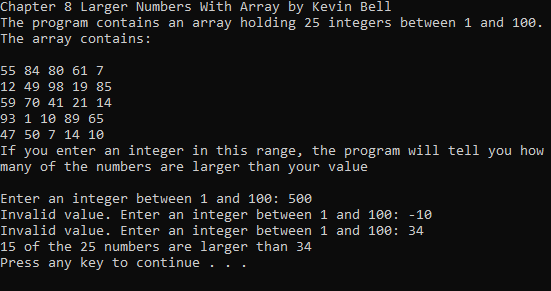 Chapter 8 Larger Numbers With Array by Kevin Bell
The program contains an array holding 25 integers between 1 and 100.
The array contains:
55 84 80 61 7
12 49 98 19 85
59 70 41 21 14
93 1 10 89 65
47 50 7 14 10
If you enter an integer in this range, the program will tell you how
many of the numbers are larger than your value
Enter an integer between 1 and 100: 500
Invalid value. Enter an integer between 1 and 100: -10
Invalid value. Enter an integer between 1 and 100: 34
15 of the 25 numbers are larger than 34
Press any key to continue . . .